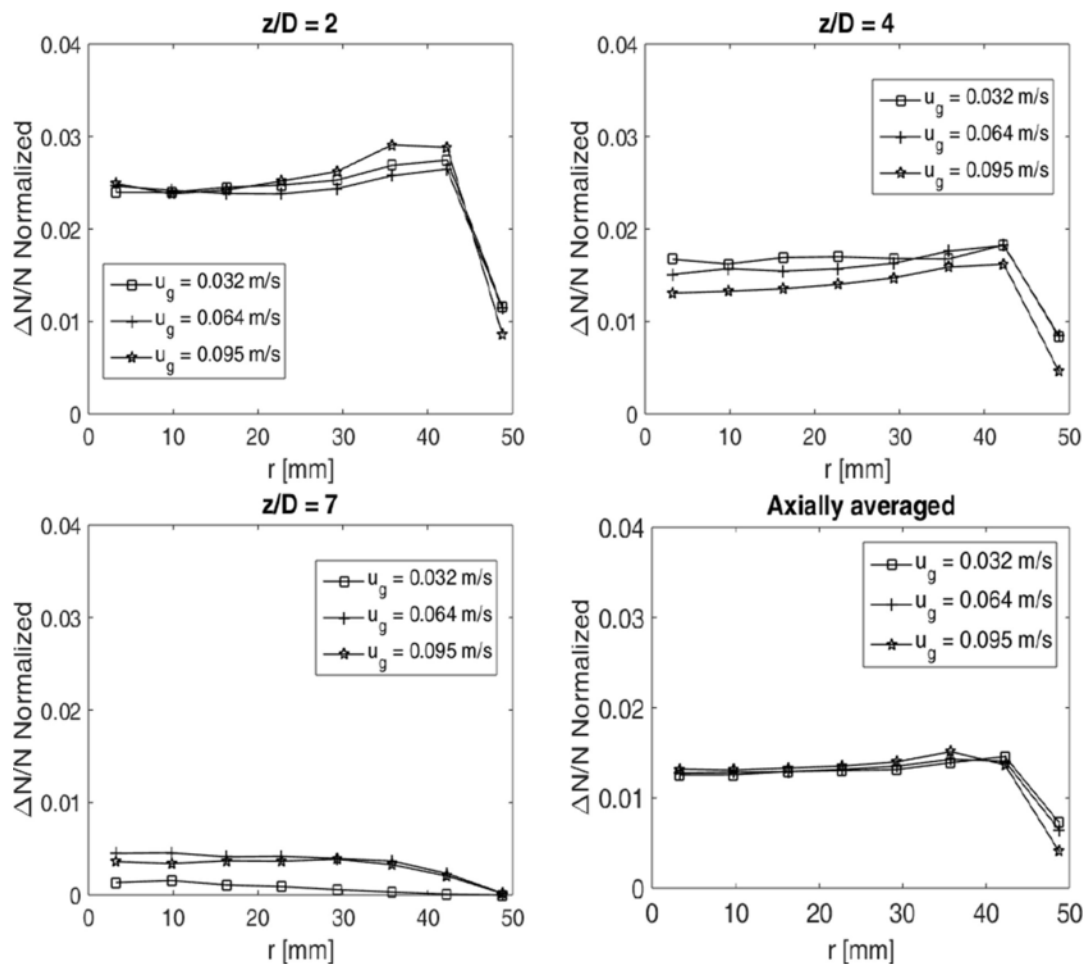 z/D = 2
0.04
0.03
0.02
0.01
0
ΔN/N Normalized
u_g = 0.032 m/s
u_g = 0.064 m/s
u_g = 0.095 m/s
0 10 20 30 40 50
r [mm]
z/D = 4
0.04
0.03
0.02
0.01
0
ΔN/N Normalized
u_g = 0.032 m/s
u_g = 0.064 m/s
u_g = 0.095 m/s
0 10 20 30 40 50
r [mm]
z/D = 7
0.04
0.03
0.02
0.01
0
ΔN/N Normalized
u_g = 0.032 m/s
u_g = 0.064 m/s
u_g = 0.095 m/s
0 10 20 30 40 50
r [mm]
Axially averaged
0.04
0.03
0.02
0.01
0
ΔN/N Normalized
u_g = 0.032 m/s
u_g = 0.064 m/s
u_g = 0.095 m/s
0 10 20 30 40 50
r [mm]